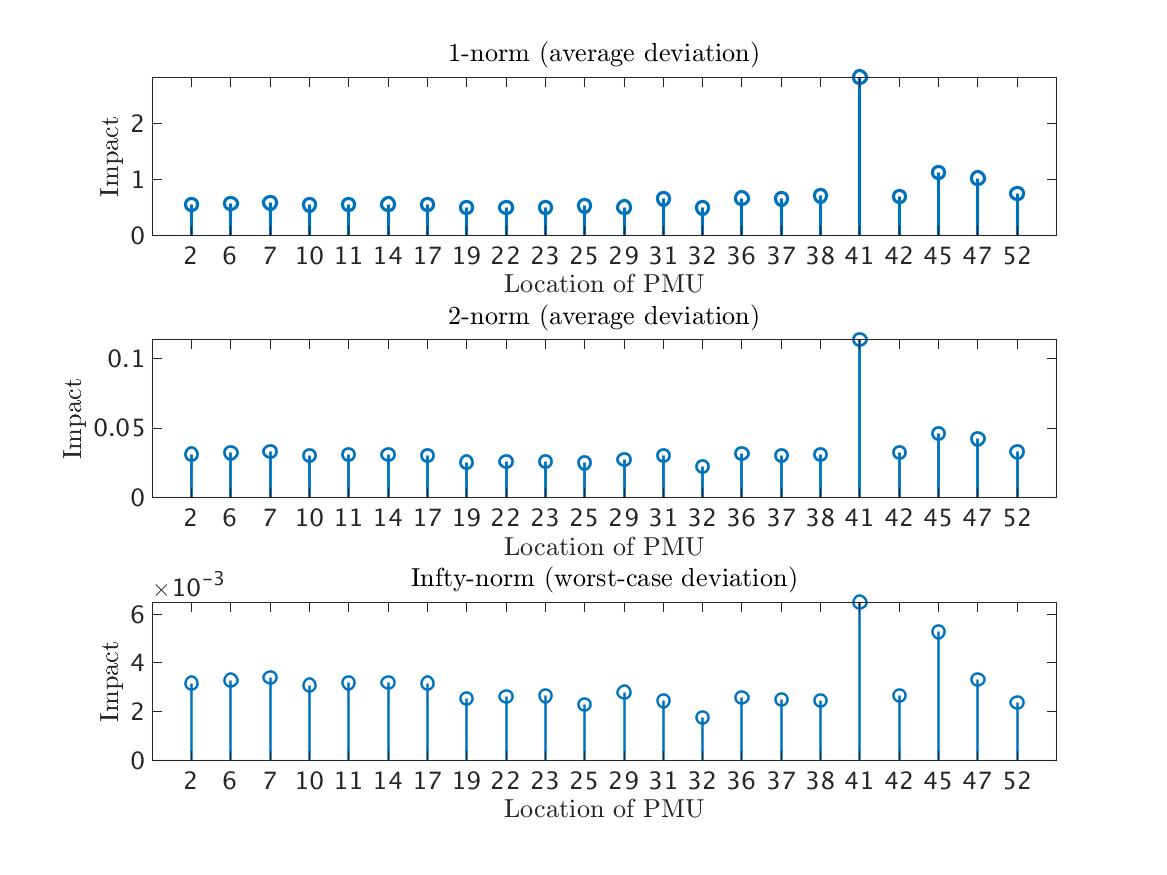 1-norm (average deviation)
Impact
2
1
0
2 6 7 10 11 14 17 19 22 23 25 29 31 32 36 37 38 41 42 45 47 52
Location of PMU
2-norm (average deviation)
Impact
0.1
0.05
0
2 6 7 10 11 14 17 19 22 23 25 29 31 32 36 37 38 41 42 45 47 52
Location of PMU
Infty-norm (worst-case deviation)
×10⁻³
Impact
6
4
2
0
2 6 7 10 11 14 17 19 22 23 25 29 31 32 36 37 38 41 42 45 47 52
Location of PMU